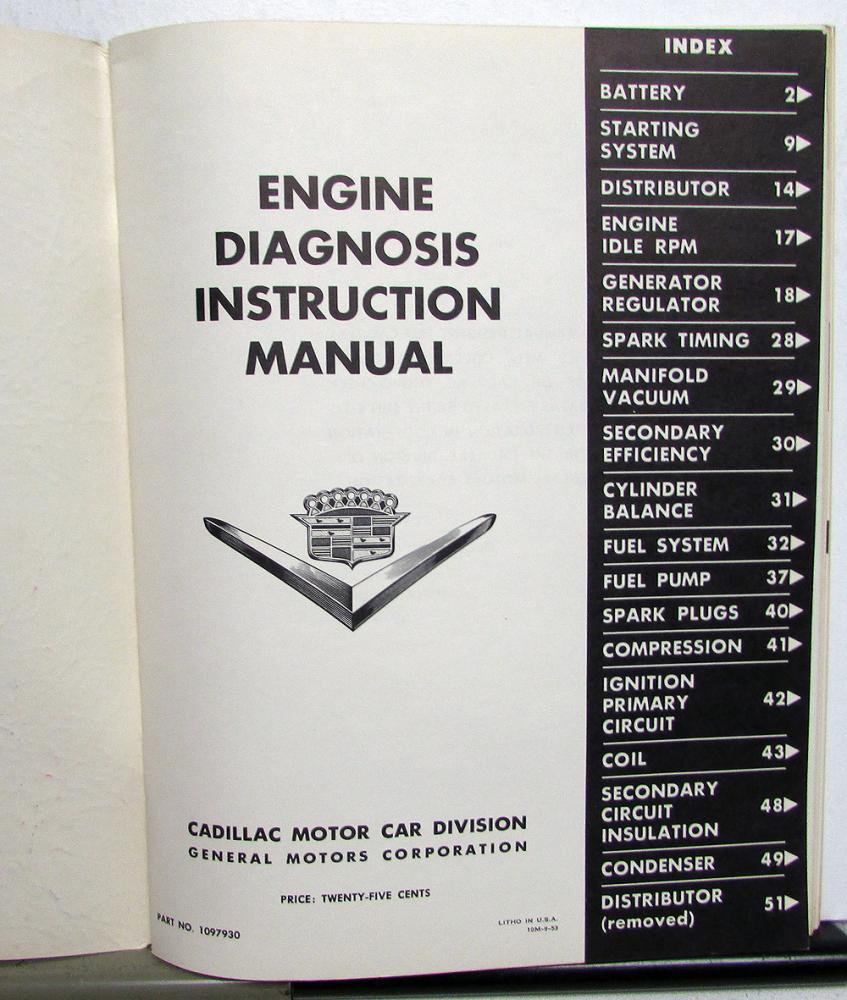 ENGINE
DIAGNOSIS
INSTRUCTION
MANUAL
CADILLAC MOTOR CAR DIVISION
GENERAL MOTORS CORPORATION
PRICE: TWENTY-FIVE CENTS
PART NO. 1097930
LITHO IN U.S.A.
10M-9-53
INDEX
BATTERY 2
STARTING
SYSTEM 9
DISTRIBUTOR 14
ENGINE
IDLE RPM 17
GENERATOR
REGULATOR 18
SPARK TIMING 28
MANIFOLD
VACUUM 29
SECONDARY
EFFICIENCY 30
CYLINDER
BALANCE 31
FUEL SYSTEM 32
FUEL PUMP 37
SPARK PLUGS 40
COMPRESSION 41
IGNITION
PRIMARY 42
CIRCUIT
COIL 43
SECONDARY
CIRCUIT 48
INSULATION
CONDENSER 49
DISTRIBUTOR 51
(removed)